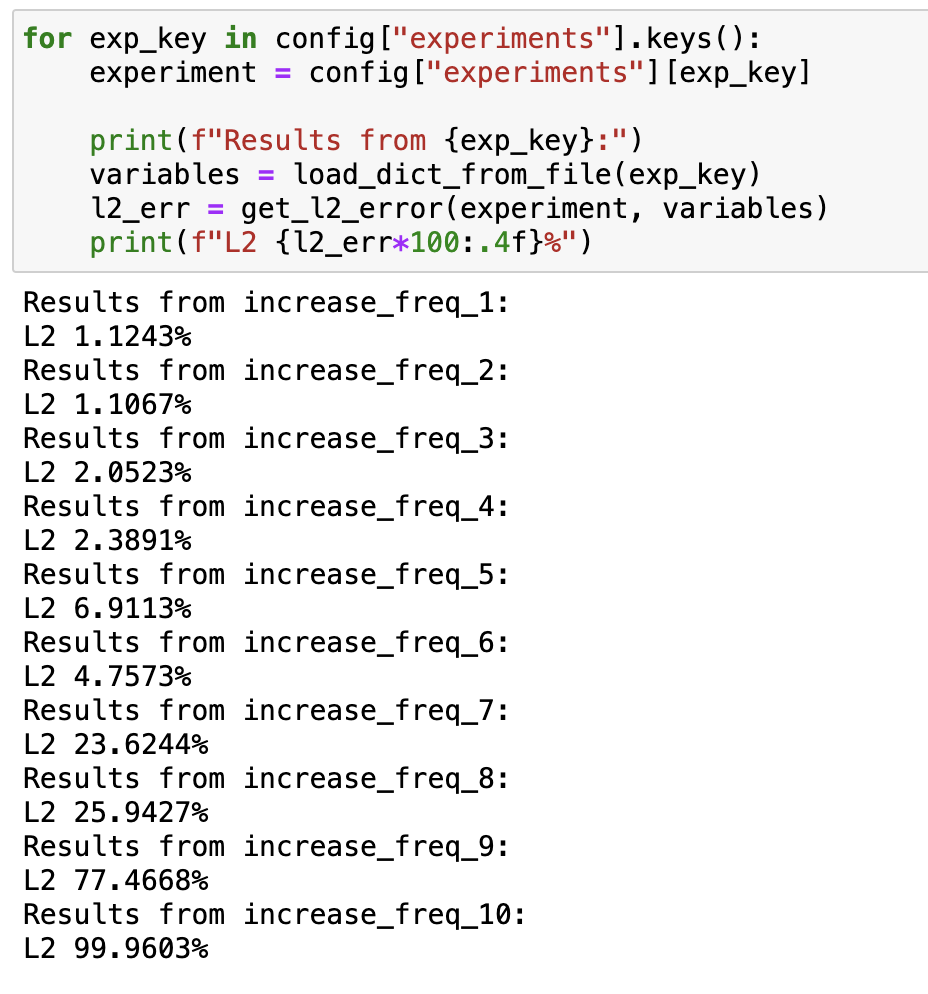 for exp_key in config["experiments"].keys():
    experiment = config["experiments"][exp_key]

    print(f"Results from {exp_key}:")
    variables = load_dict_from_file(exp_key)
    l2_err = get_l2_error(experiment, variables)
    print(f"L2 {l2_err*100:.4f}%")
Results from increase_freq_1:
L2 1.1243%
Results from increase_freq_2:
L2 1.1067%
Results from increase_freq_3:
L2 2.0523%
Results from increase_freq_4:
L2 2.3891%
Results from increase_freq_5:
L2 6.9113%
Results from increase_freq_6:
L2 4.7573%
Results from increase_freq_7:
L2 23.6244%
Results from increase_freq_8:
L2 25.9427%
Results from increase_freq_9:
L2 77.4668%
Results from increase_freq_10:
L2 99.9603%